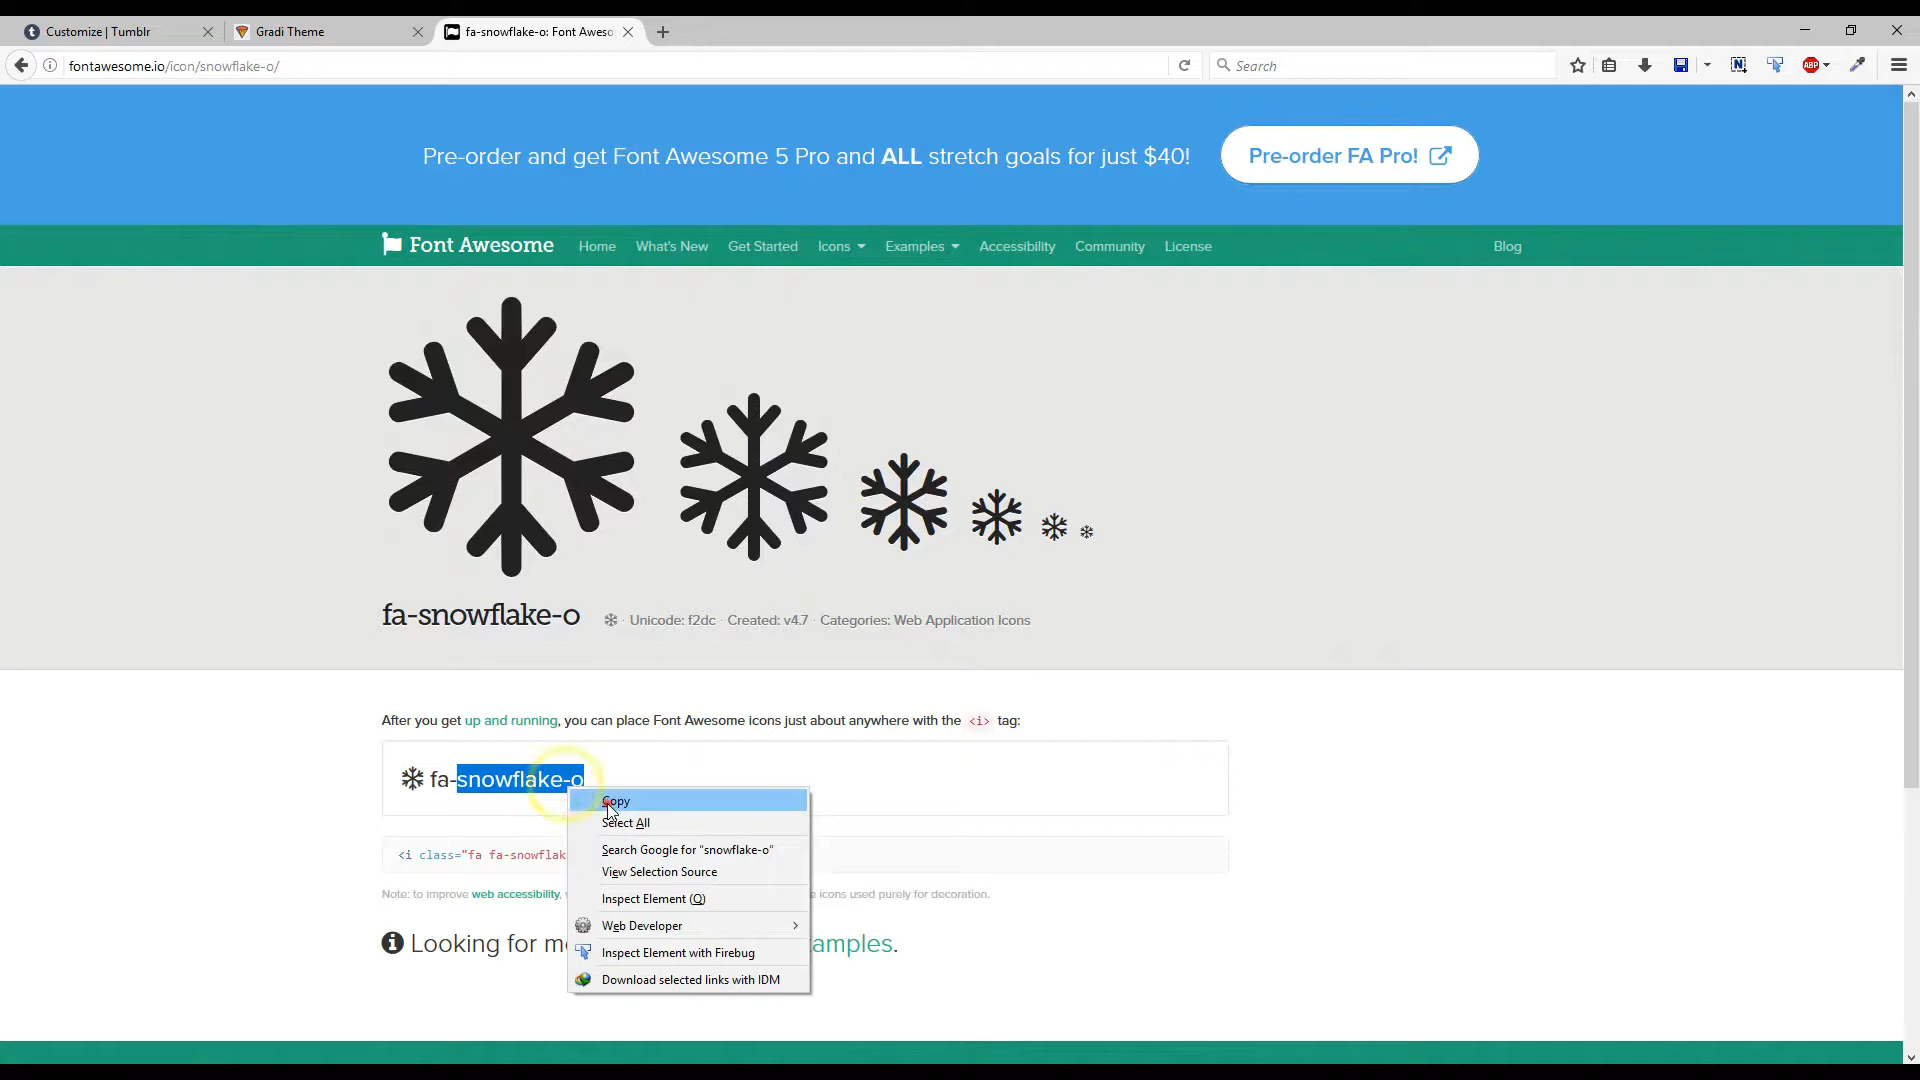 Customize | Tumblr
Gradi Theme
fa-snowflake-o: Font Aweso
fontawesome.io/icon/snowflake-o/
Search
ABP
Pre-order and get Font Awesome 5 Pro and ALL stretch goals for just $40!
Pre-order FA Pro!
Font Awesome
Home
What's New
Get Started
Icons
Examples
Accessibility
Community
License
Blog
fa-snowflake-o
· Unicode: f2dc · Created: v4.7 · Categories: Web Application Icons
After you get up and running, you can place Font Awesome icons just about anywhere with the <i> tag:
fa-snowflake-o
Copy
Select All
<i class="fa fa-snowflak
Search Google for “snowflake-o”
View Selection Source
Note: to improve web accessibility,
e icons used purely for decoration.
Inspect Element (Q)
Web Developer
Looking for m
amples.
Inspect Element with Firebug
Download selected links with IDM